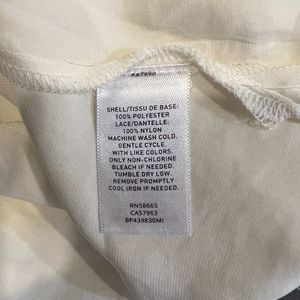 SHELL/TISSU DE BASE:
100% POLYESTER
LACE/DANTELLE:
100% NYLON
MACHINE WASH COLD.
GENTLE CYCLE.
WITH LIKE COLORS.
ONLY NON-CHLORINE
BLEACH IF NEEDED.
TUMBLE DRY LOW.
REMOVE PROMPTLY
COOL IRON IF NEEDED.
RN58665
CA57963
BP439830MI